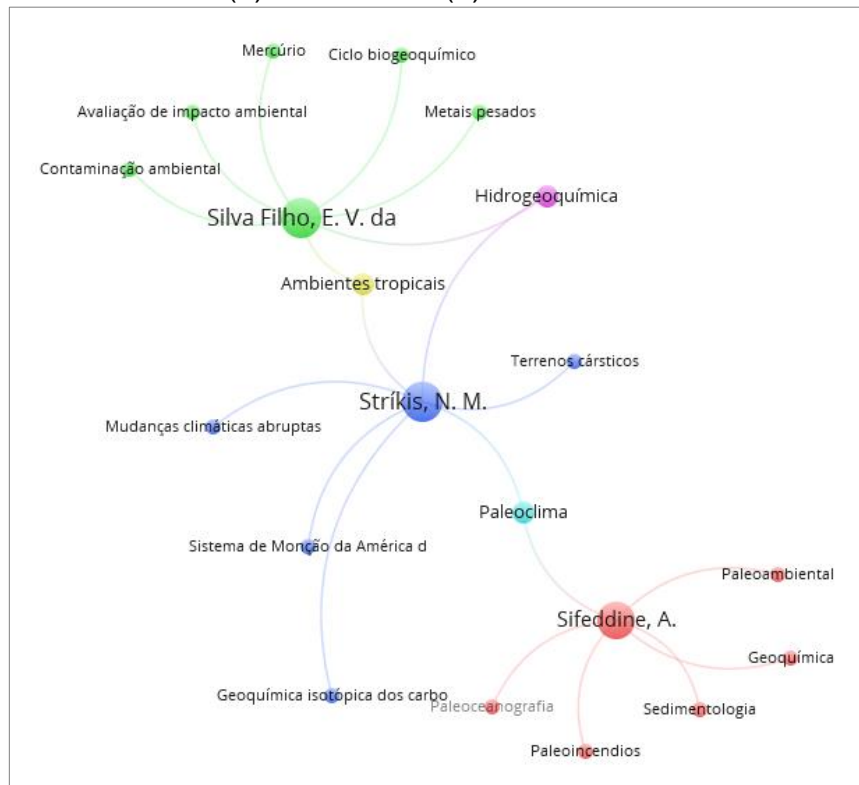 Mercúrio
Ciclo biogeoquímico
Avaliação de impacto ambiental
Metais pesados
Contaminação ambiental
Hidrogeoquímica
Silva Filho, E. V. da
Ambientes tropicais
Terrenos cársticos
Stríkis, N. M.
Mudanças climáticas abruptas
Paleoclima
Sistema de Monção da América d
Paleoambiental
Sifeddine, A.
Geoquímica
Geoquímica isotópica dos carbo
Paleoceanografia
Sedimentologia
Paleoincendios